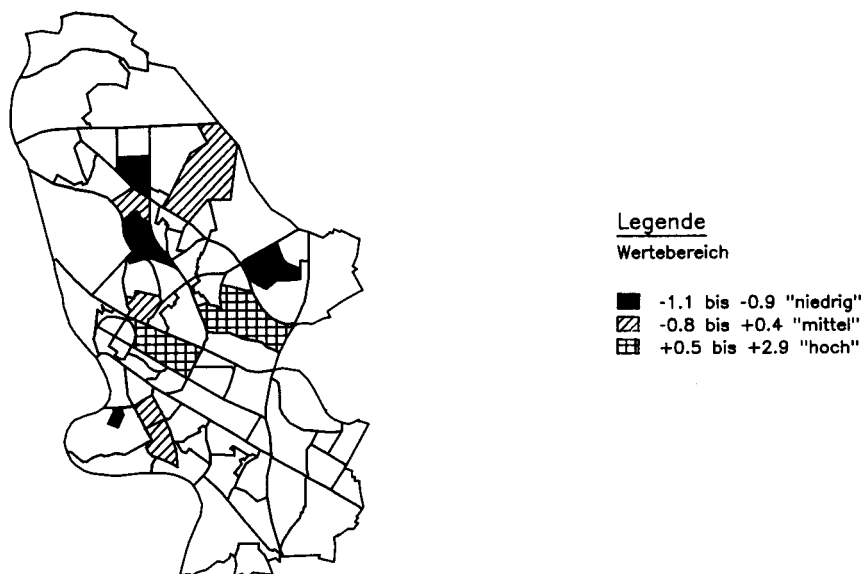 Legende
Wertebereich
-1.1 bis -0.9 "niedrig"
-0.8 bis +0.4 "mittel"
+0.5 bis +2.9 "hoch"